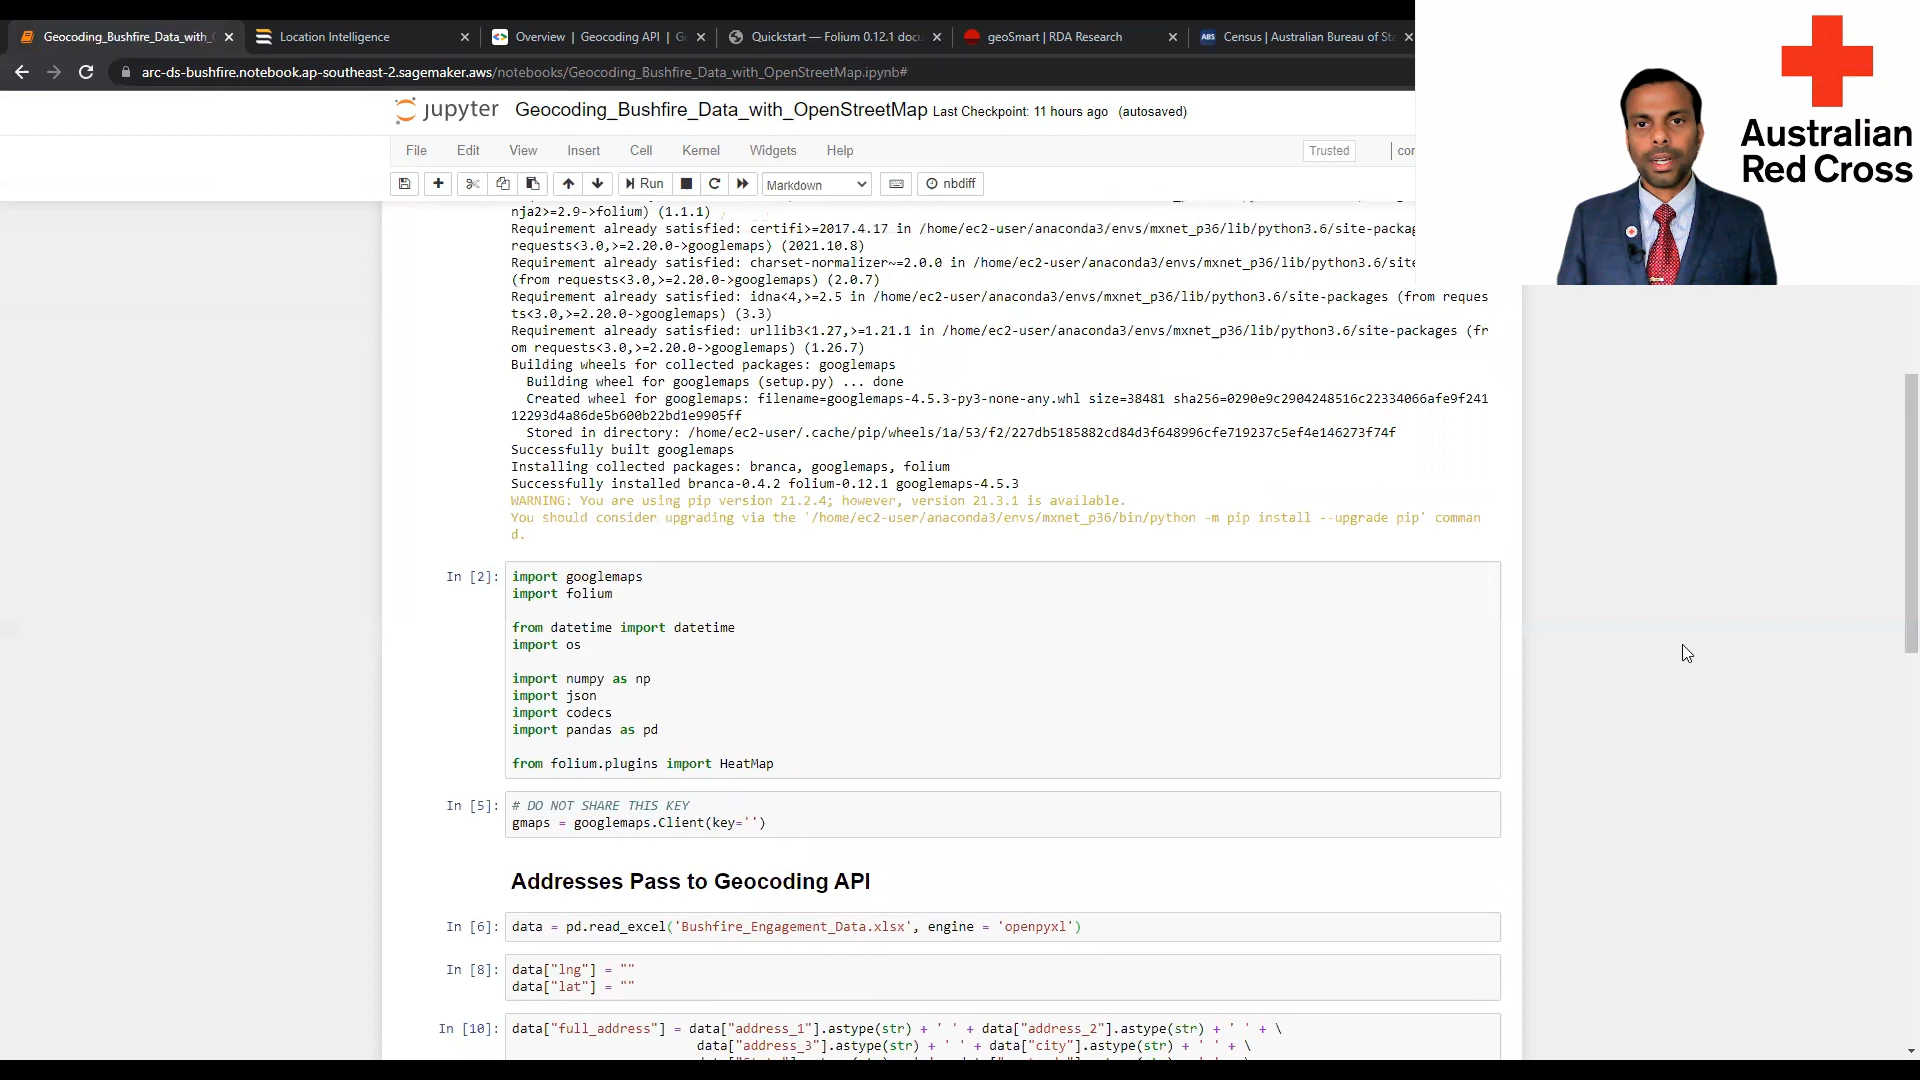 Geocoding_Bushfire_Data_with_
Location Intelligence
Overview | Geocoding API | G
Quickstart — Folium 0.12.1 docu
geoSmart | RDA Research
ABS Census | Australian Bureau of Sta
arc-ds-bushfire.notebook.ap-southeast-2.sagemaker.aws/notebooks/Geocoding_Bushfire_Data_with_OpenStreetMap.ipynb#
jupyter Geocoding_Bushfire_Data_with_OpenStreetMap Last Checkpoint: 11 hours ago (autosaved)
File Edit View Insert Cell Kernel Widgets Help Trusted con
Run Markdown nbdiff
nja2>=2.9->folium) (1.1.1)
Requirement already satisfied: certifi>=2017.4.17 in /home/ec2-user/anaconda3/envs/mxnet_p36/lib/python3.6/site-packag
requests<3.0,>=2.20.0->googlemaps) (2021.10.8)
Requirement already satisfied: charset-normalizer~=2.0.0 in /home/ec2-user/anaconda3/envs/mxnet_p36/lib/python3.6/site
(from requests<3.0,>=2.20.0->googlemaps) (2.0.7)
Requirement already satisfied: idna<4,>=2.5 in /home/ec2-user/anaconda3/envs/mxnet_p36/lib/python3.6/site-packages (from reques
ts<3.0,>=2.20.0->googlemaps) (3.3)
Requirement already satisfied: urllib3<1.27,>=1.21.1 in /home/ec2-user/anaconda3/envs/mxnet_p36/lib/python3.6/site-packages (fr
om requests<3.0,>=2.20.0->googlemaps) (1.26.7)
Building wheels for collected packages: googlemaps
Building wheel for googlemaps (setup.py) ... done
Created wheel for googlemaps: filename=googlemaps-4.5.3-py3-none-any.whl size=38481 sha256=0290e9c2904248516c22334066afe9f241
12293d4a86de5b600b22bd1e9905ff
Stored in directory: /home/ec2-user/.cache/pip/wheels/1a/53/f2/227db5185882cd84d3f648996cfe719237c5ef4e146273f74f
Successfully built googlemaps
Installing collected packages: branca, googlemaps, folium
Successfully installed branca-0.4.2 folium-0.12.1 googlemaps-4.5.3
WARNING: You are using pip version 21.2.4; however, version 21.3.1 is available.
You should consider upgrading via the '/home/ec2-user/anaconda3/envs/mxnet_p36/bin/python -m pip install --upgrade pip' comman
d.
In [2]: import googlemaps
import folium
from datetime import datetime
import os
import numpy as np
import json
import codecs
import pandas as pd
from folium.plugins import HeatMap
In [5]: # DO NOT SHARE THIS KEY
gmaps = googlemaps.Client(key='')
Addresses Pass to Geocoding API
In [6]: data = pd.read_excel('Bushfire_Engagement_Data.xlsx', engine = 'openpyxl')
In [8]: data["lng"] = ""
data["lat"] = ""
In [10]: data["full_address"] = data["address_1"].astype(str) + ' ' + data["address_2"].astype(str) + ' ' + \
data["address_3"].astype(str) + ' ' + data["city"].astype(str) + ' ' + \
Australian
Red Cross